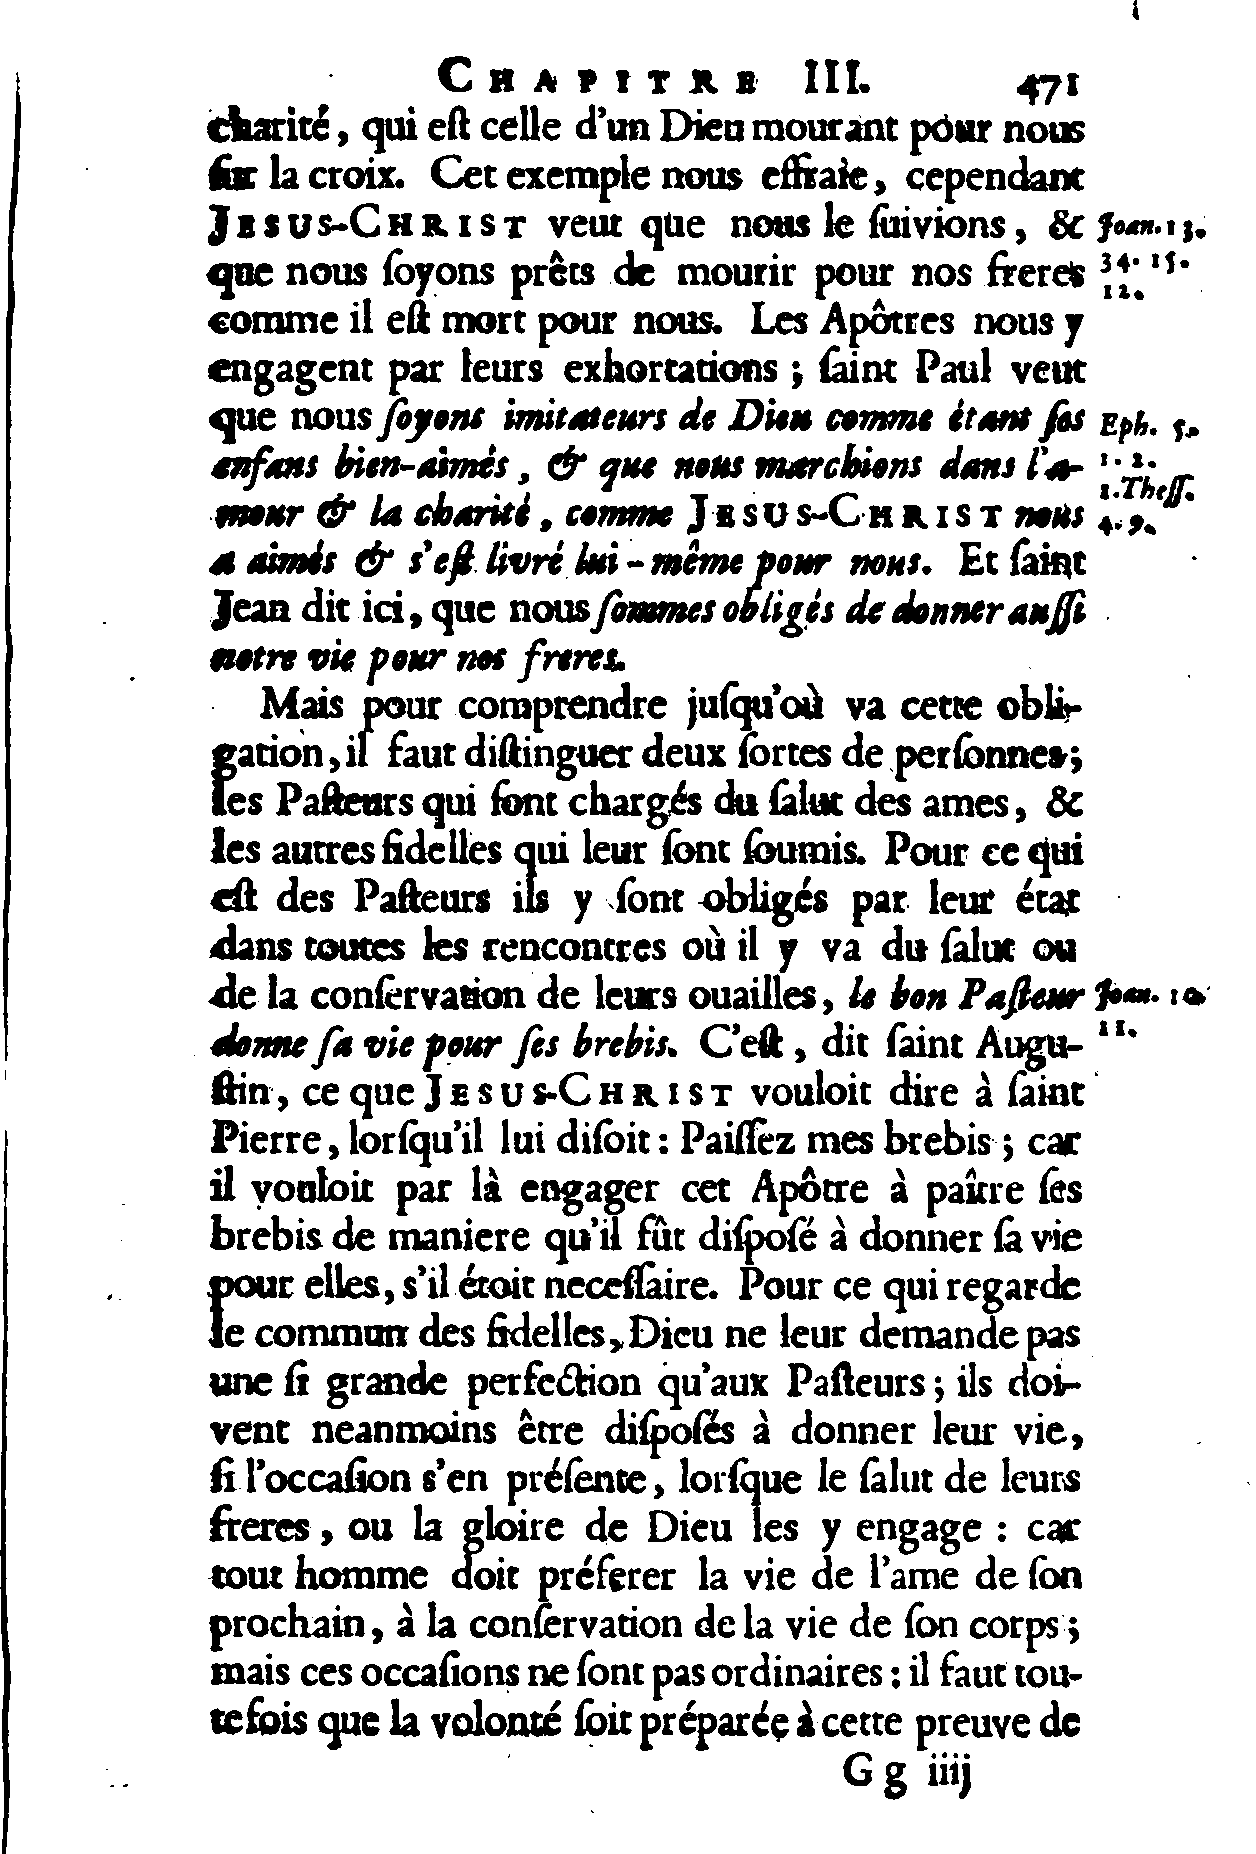 CHAPITRE III. 471
charité, qui eſt celle d'un Dieu mourant pour nous
ſur la croix. Cet exemple nous effraie, cependant
JESUS-CHRIST veut que nous le ſuivions, & Joan. 13.
que nous ſoyons prêts de mourir pour nos freres 34. 15.
12.
comme il eſt mort pour nous. Les Apôtres nous y
engagent par leurs exhortations ; ſaint Paul veut
que nous ſoyons imitateurs de Dieu comme étant ſes Eph. 5.
enfans bien-aimés, & que nous marchions dans l'a- 1. 2.
1. Theſſ.
mour & la charité, comme JESUS-CHRIST nous 4. 9.
a aimés & s'eſt livré lui-même pour nous. Et ſaint
Jean dit ici, que nous ſommes obligés de donner auſſi
notre vie pour nos freres.
Mais pour comprendre juſqu'où va cette obli-
gation, il faut diſtinguer deux ſortes de perſonnes;
les Paſteurs qui ſont chargés du ſalut des ames, &
les autres fidelles qui leur ſont ſoumis. Pour ce qui
eſt des Paſteurs ils y ſont obligés par leur état
dans toutes les rencontres où il y va du ſalut ou
de la conſervation de leurs ouailles, le bon Paſteur Joan. 10.
donne ſa vie pour ſes brebis. C'eſt, dit ſaint Augu- 11.
ſtin, ce que JESUS-CHRIST vouloit dire à ſaint
Pierre, lorſqu'il lui diſoit : Paiſſez mes brebis ; car
il vouloit par là engager cet Apôtre à paître ſes
brebis de maniere qu'il fût diſpoſé à donner ſa vie
pour elles, s'il étoit neceſſaire. Pour ce qui regarde
le commun des fidelles, Dieu ne leur demande pas
une ſi grande perfection qu'aux Paſteurs ; ils doi-
vent neanmoins être diſpoſés à donner leur vie,
ſi l'occaſion s'en préſente, lorſque le ſalut de leurs
freres, ou la gloire de Dieu les y engage : car
tout homme doit préferer la vie de l'ame de ſon
prochain, à la conſervation de la vie de ſon corps ;
mais ces occaſions ne ſont pas ordinaires : il faut tou-
tefois que la volonté ſoit préparée à cette preuve de
G g iiij